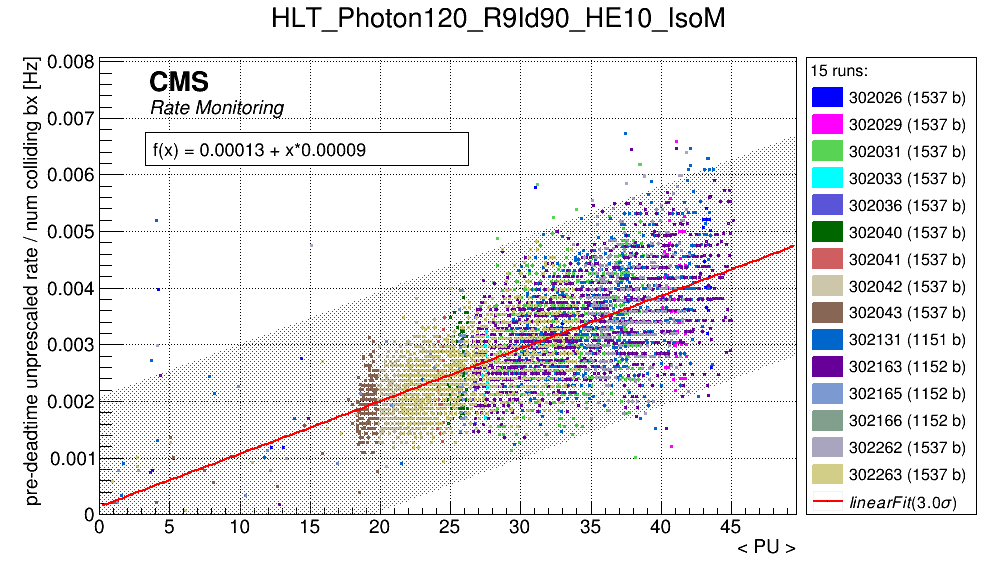 HLT_Photon120_R9Id90_HE10_IsoM
pre-deadtime unprescaled rate / num colliding bx [Hz]
0.008
0.007
0.006
0.005
0.004
0.003
0.002
0.001
0
CMS
Rate Monitoring
f(x) = 0.00013 + x*0.00009
0 5 10 15 20 25 30 35 40 45
< PU >
15 runs:
302026 (1537 b)
302029 (1537 b)
302031 (1537 b)
302033 (1537 b)
302036 (1537 b)
302040 (1537 b)
302041 (1537 b)
302042 (1537 b)
302043 (1537 b)
302131 (1151 b)
302163 (1152 b)
302165 (1152 b)
302166 (1152 b)
302262 (1537 b)
302263 (1537 b)
linearFit(3.0σ)